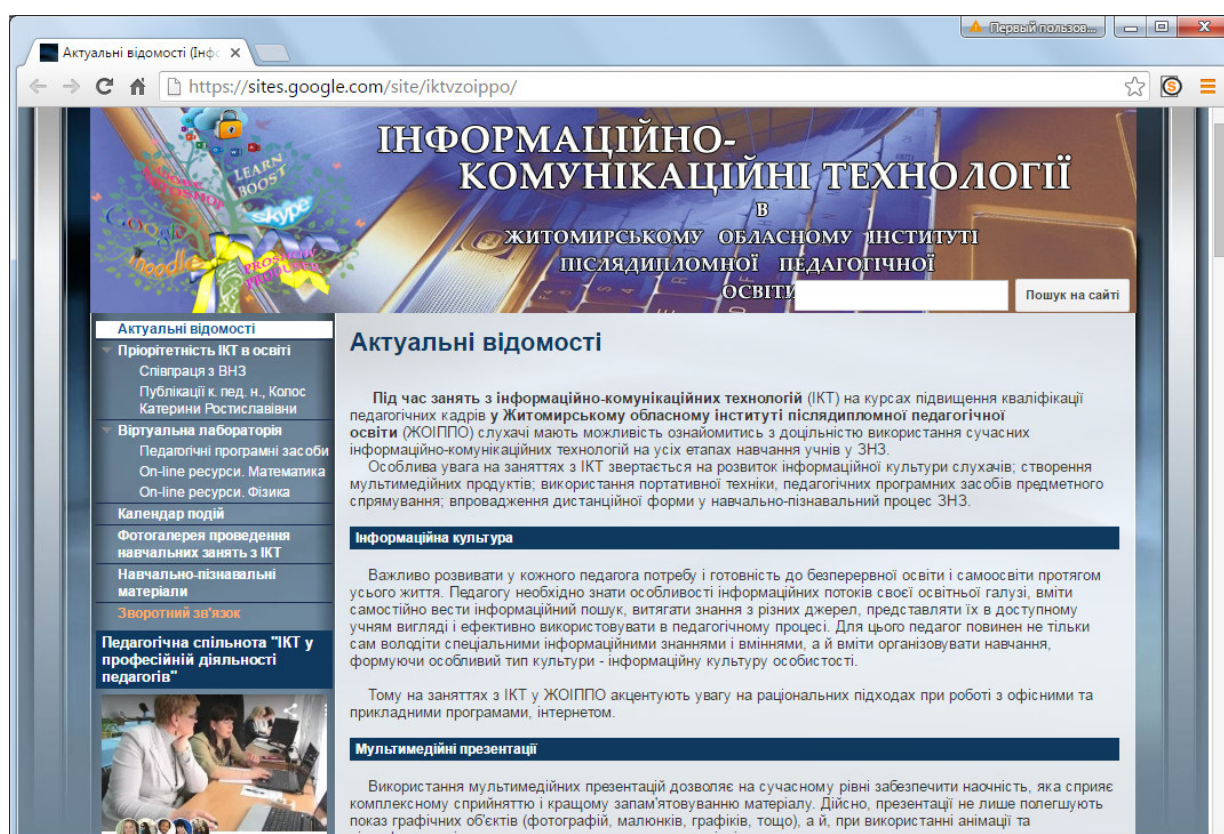 Первый пользов...
Актуальні відомості (Інфо
https://sites.google.com/site/iktvzoippo/
LEARN
BOOST
skype
Google
moodle
PROSHOW
PRODUCER
ІНФОРМАЦІЙНО-
КОМУНІКАЦІЙНІ ТЕХНОЛОГІЇ
В
ЖИТОМИРСЬКОМУ ОБЛАСНОМУ ІНСТИТУТІ
ПІСЛЯДИПЛОМНОЇ ПЕДАГОГІЧНОЇ
ОСВІТИ
Пошук на сайті
Актуальні відомості
Пріорітетність ІКТ в освіті
Співпраця з ВНЗ
Публікації к. пед. н., Колос
Катерини Ростиславівни
Віртуальна лабораторія
Педагогічні програмні засоби
On-line ресурси. Математика
On-line ресурси. Фізика
Календар подій
Фотогалерея проведення
навчальних занять з ІКТ
Навчально-пізнавальні
матеріали
Зворотний зв'язок
Педагогічна спільнота "ІКТ у
професійній діяльності
педагогів"
Актуальні відомості
Під час занять з інформаційно-комунікаційних технологій (ІКТ) на курсах підвищення кваліфікації
педагогічних кадрів у Житомирському обласному інституті післядипломної педагогічної
освіти (ЖОІППО) слухачі мають можливість ознайомитись з доцільністю використання сучасних
інформаційно-комунікаційних технологій на усіх етапах навчання учнів у ЗНЗ.
Особлива увага на заняттях з ІКТ звертається на розвиток інформаційної культури слухачів; створення
мультимедійних продуктів; використання портативної техніки, педагогічних програмних засобів предметного
спрямування; впровадження дистанційної форми у навчально-пізнавальний процес ЗНЗ.
Інформаційна культура
Важливо розвивати у кожного педагога потребу і готовність до безперервної освіти і самоосвіти протягом
усього життя. Педагогу необхідно знати особливості інформаційних потоків своєї освітньої галузі, вміти
самостійно вести інформаційний пошук, витягати знання з різних джерел, представляти їх в доступному
учням вигляді і ефективно використовувати в педагогічному процесі. Для цього педагог повинен не тільки
сам володіти спеціальними інформаційними знаннями і вміннями, а й вміти організовувати навчання,
формуючи особливий тип культури - інформаційну культуру особистості.
Тому на заняттях з ІКТ у ЖОІППО акцентують увагу на раціональних підходах при роботі з офісними та
прикладними програмами, інтернетом.
Мультимедійні презентації
Використання мультимедійних презентацій дозволяє на сучасному рівні забезпечити наочність, яка сприяє
комплексному сприйняттю і кращому запам'ятовуванню матеріалу. Дійсно, презентації не лише полегшують
показ графічних об'єктів (фотографій, малюнків, графіків, тощо), а й, при використанні анімації та